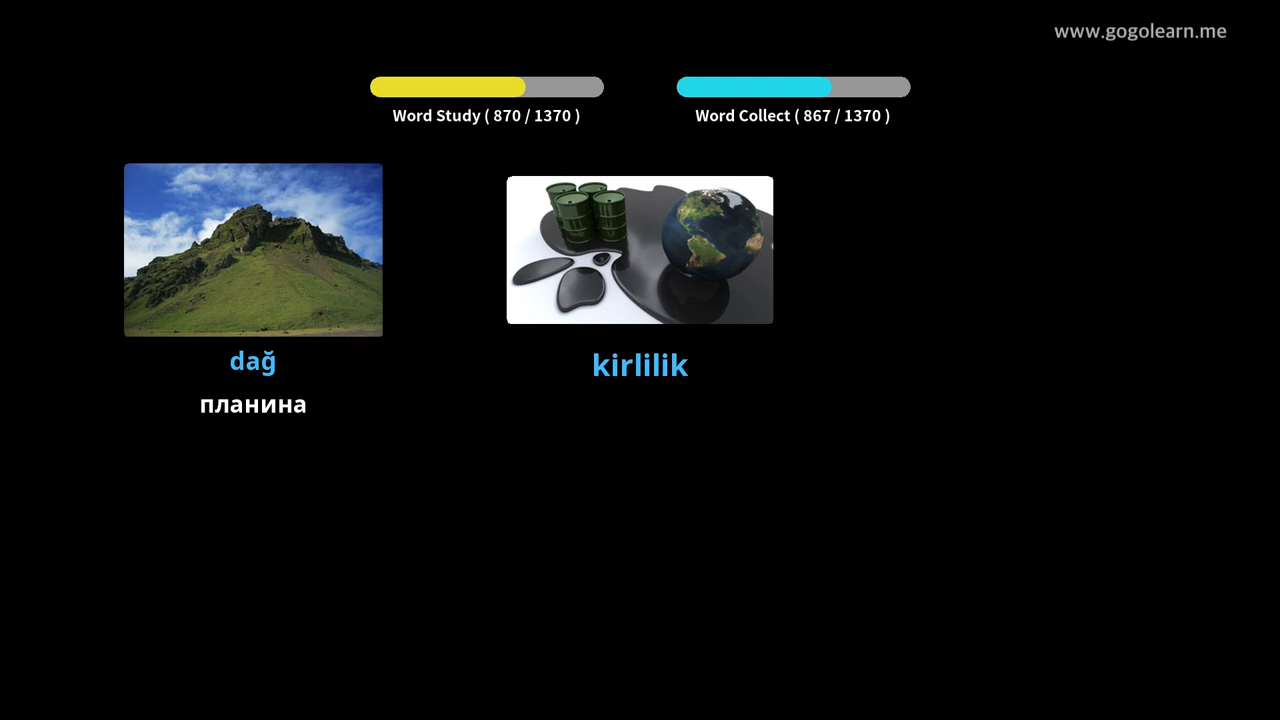 www.gogolearn.me
Word Study ( 870 / 1370 )
Word Collect ( 867 / 1370 )
dağ
планина
kirlilik